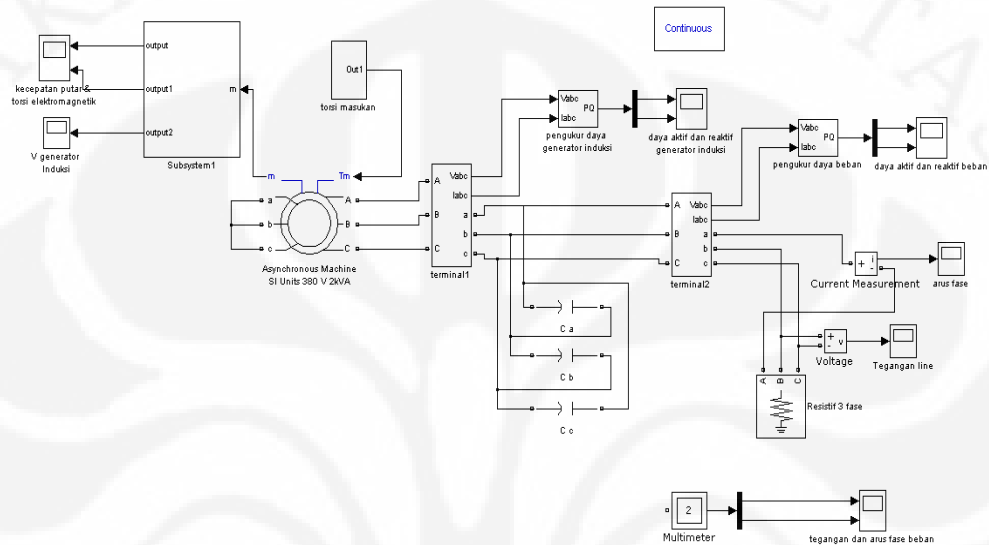 Continuous
output
output1
output2
m
Subsystem1
kecepatan putar &
torsi elektromagnetik
V generator
Induksi
Out1
torsi masukan
m
Tm
a
b
c
A
B
C
Asynchronous Machine
SI Units 380 V 2kVA
A
B
C
Vabc
Iabc
a
b
c
terminal1
Vabc
Iabc
PQ
pengukur daya
generator induksi
daya aktif dan reaktif
generator induksi
Vabc
Iabc
PQ
pengukur daya beban
daya aktif dan reaktif beban
A
B
C
Vabc
Iabc
a
b
c
terminal2
+
-
i
Current Measurement
arus fase
C a
C b
C c
+
-
v
Voltage
Tegangan line
A
B
C
Resistif 3 fase
2
Multimeter
tegangan dan arus fase beban